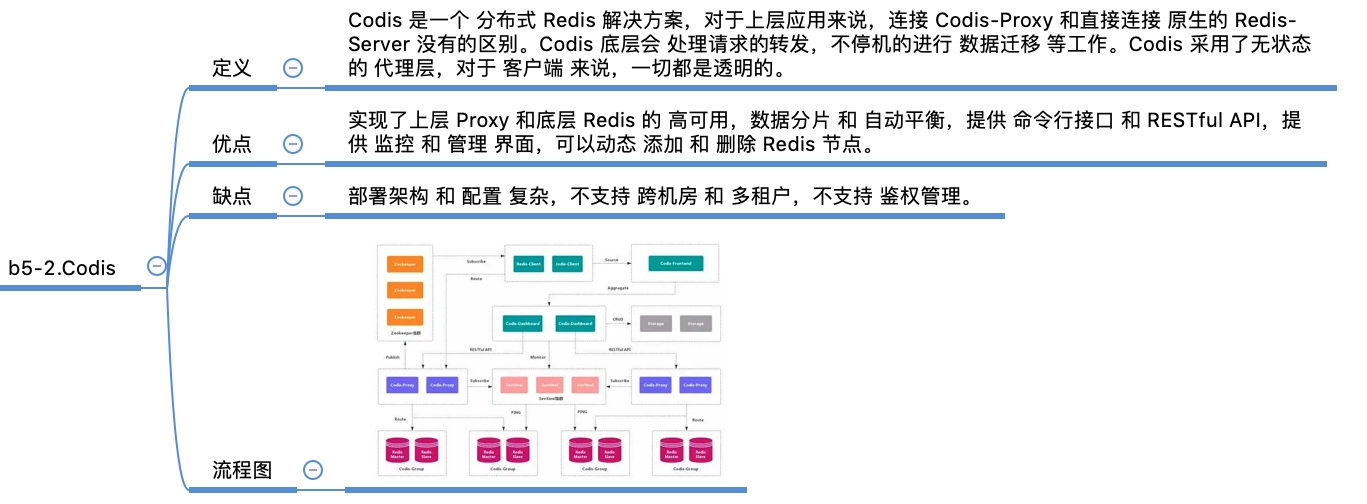 Codis 是一个 分布式 Redis 解决方案，对于上层应用来说，连接 Codis-Proxy 和直接连接 原生的 Redis-
Server 没有的区别。Codis 底层会 处理请求的转发，不停机的进行 数据迁移 等工作。Codis 采用了无状态
的 代理层，对于 客户端 来说，一切都是透明的。
定义
实现了上层 Proxy 和底层 Redis 的 高可用，数据分片 和 自动平衡，提供 命令行接口 和 RESTful API，提
供 监控 和 管理 界面，可以动态 添加 和 删除 Redis 节点。
优点
缺点
部署架构 和 配置 复杂，不支持 跨机房 和 多租户，不支持 鉴权管理。
b5-2.Codis
流程图
Zookeeper
Zookeeper
Zookeeper
Zookeeper集群
Subscribe
Route
Redis-Client
Jodis-Client
Source
Codis-Frontend
Aggregate
Codis-Dashboard
Codis-Dashboard
CRUD
Storage
Storage
Publish
RESTful API
Monitor
RESTful API
Codis-Proxy
Codis-Proxy
Subscribe
Sentinel
Sentinel
Sentinel
Sentinel集群
Subscribe
Codis-Proxy
Codis-Proxy
Route
PING
PING
Route
Redis Master
Redis Slave
Codis-Group
Redis Master
Redis Slave
Codis-Group
Redis Master
Redis Slave
Codis-Group
Redis Master
Redis Slave
Codis-Group